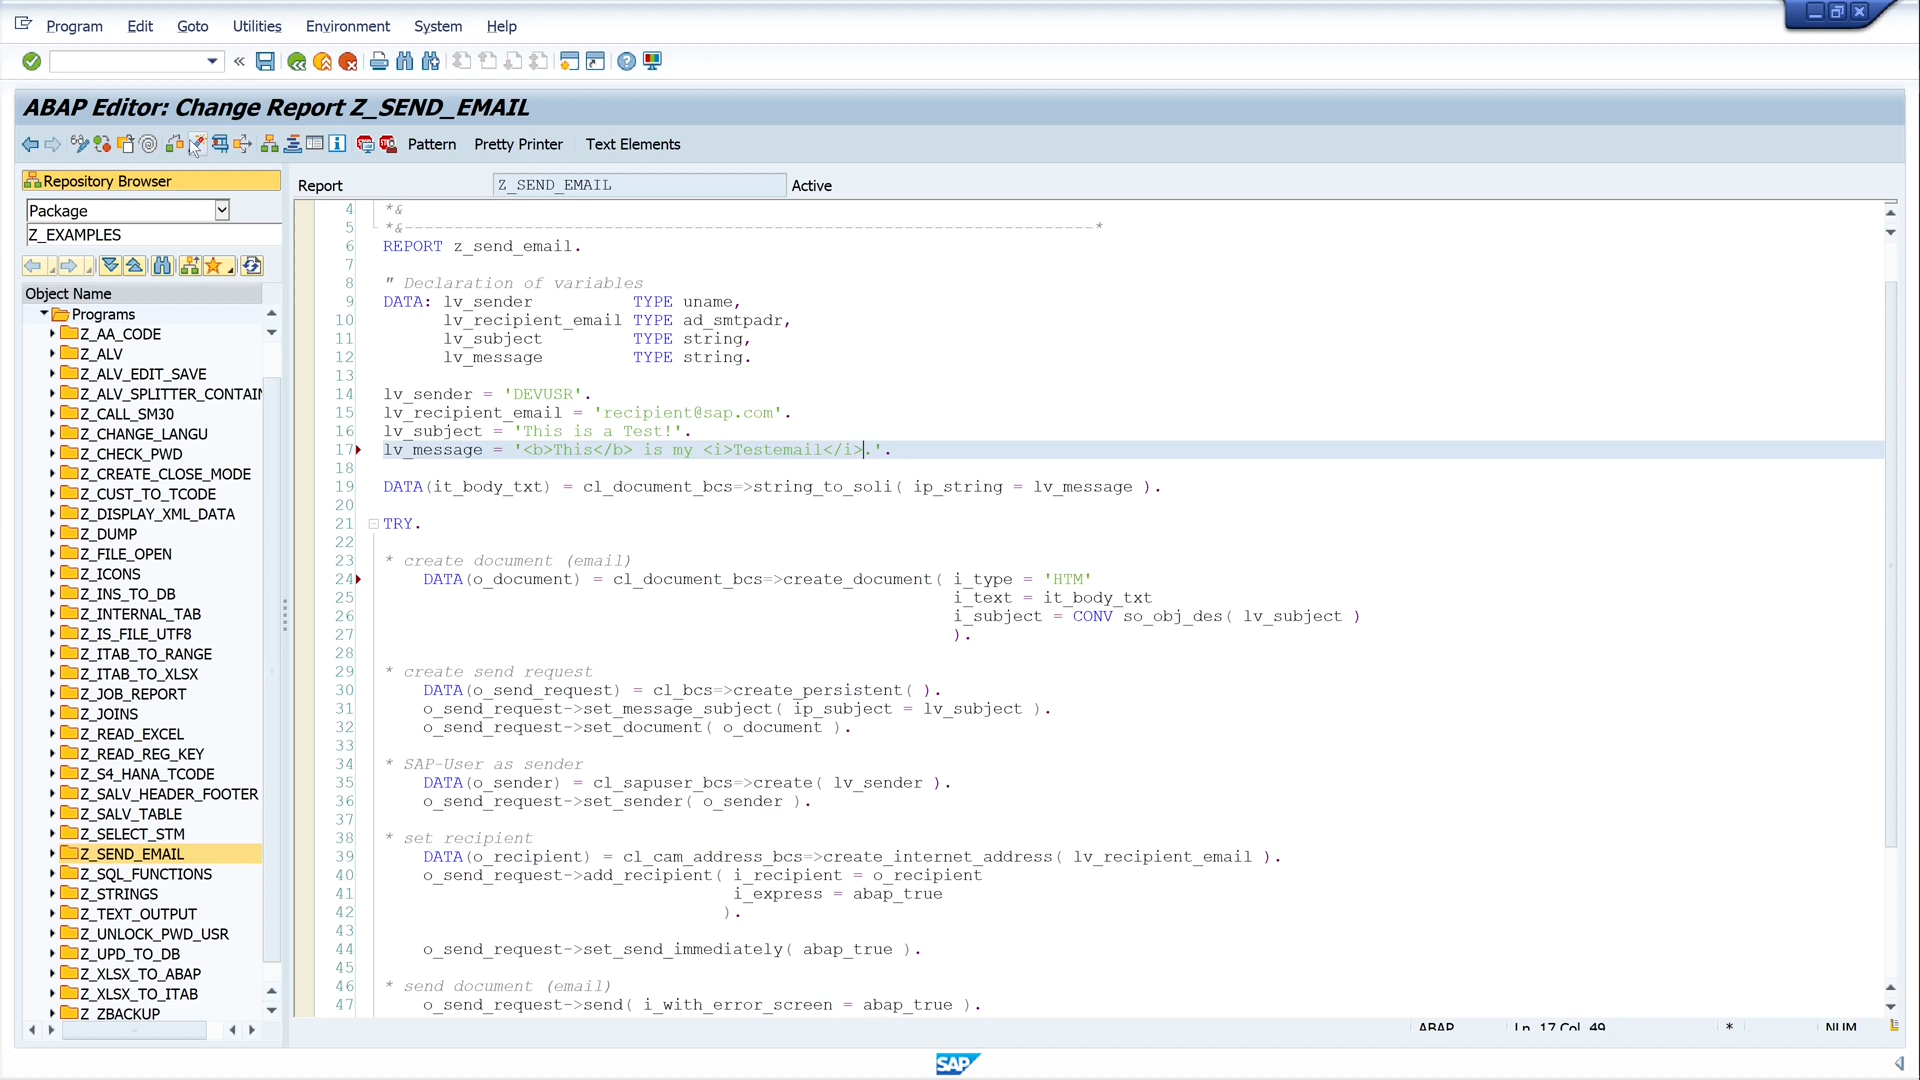 Program Edit Goto Utilities Environment System Help
ABAP Editor: Change Report Z_SEND_EMAIL
Pattern Pretty Printer Text Elements
Repository Browser
Package
Z_EXAMPLES
Object Name
Programs
Z_AA_CODE
Z_ALV
Z_ALV_EDIT_SAVE
Z_ALV_SPLITTER_CONTAIN
Z_CALL_SM30
Z_CHANGE_LANGU
Z_CHECK_PWD
Z_CREATE_CLOSE_MODE
Z_CUST_TO_TCODE
Z_DISPLAY_XML_DATA
Z_DUMP
Z_FILE_OPEN
Z_ICONS
Z_INS_TO_DB
Z_INTERNAL_TAB
Z_IS_FILE_UTF8
Z_ITAB_TO_RANGE
Z_ITAB_TO_XLSX
Z_JOB_REPORT
Z_JOINS
Z_READ_EXCEL
Z_READ_REG_KEY
Z_S4_HANA_TCODE
Z_SALV_HEADER_FOOTER
Z_SALV_TABLE
Z_SELECT_STM
Z_SEND_EMAIL
Z_SQL_FUNCTIONS
Z_STRINGS
Z_TEXT_OUTPUT
Z_UNLOCK_PWD_USR
Z_UPD_TO_DB
Z_XLSX_TO_ABAP
Z_XLSX_TO_ITAB
Z_ZBACKUP
Report Z_SEND_EMAIL Active
4 *&
5 *&---------------------------------------------------------------------*
6 REPORT z_send_email.
7
8 " Declaration of variables
9 DATA: lv_sender TYPE uname,
10 lv_recipient_email TYPE ad_smtpadr,
11 lv_subject TYPE string,
12 lv_message TYPE string.
13
14 lv_sender = 'DEVUSR'.
15 lv_recipient_email = 'recipient@sap.com'.
16 lv_subject = 'This is a Test!'.
17 lv_message = '<b>This</b> is my <i>Testemail</i>.'.
18
19 DATA(it_body_txt) = cl_document_bcs=>string_to_soli( ip_string = lv_message ).
20
21 TRY.
22
23 * create document (email)
24 DATA(o_document) = cl_document_bcs=>create_document( i_type = 'HTM'
25 i_text = it_body_txt
26 i_subject = CONV so_obj_des( lv_subject )
27 ).
28
29 * create send request
30 DATA(o_send_request) = cl_bcs=>create_persistent( ).
31 o_send_request->set_message_subject( ip_subject = lv_subject ).
32 o_send_request->set_document( o_document ).
33
34 * SAP-User as sender
35 DATA(o_sender) = cl_sapuser_bcs=>create( lv_sender ).
36 o_send_request->set_sender( o_sender ).
37
38 * set recipient
39 DATA(o_recipient) = cl_cam_address_bcs=>create_internet_address( lv_recipient_email ).
40 o_send_request->add_recipient( i_recipient = o_recipient
41 i_express = abap_true
42 ).
43
44 o_send_request->set_send_immediately( abap_true ).
45
46 * send document (email)
47 o_send_request->send( i_with_error_screen = abap_true ).
ABAP Ln 17 Col 49 * NUM
SAP